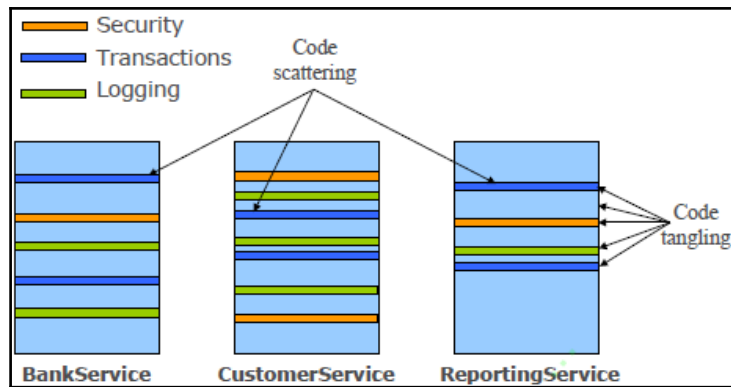 Security
Transactions
Logging
Code
scattering
Code
tangling
BankService
CustomerService
ReportingService